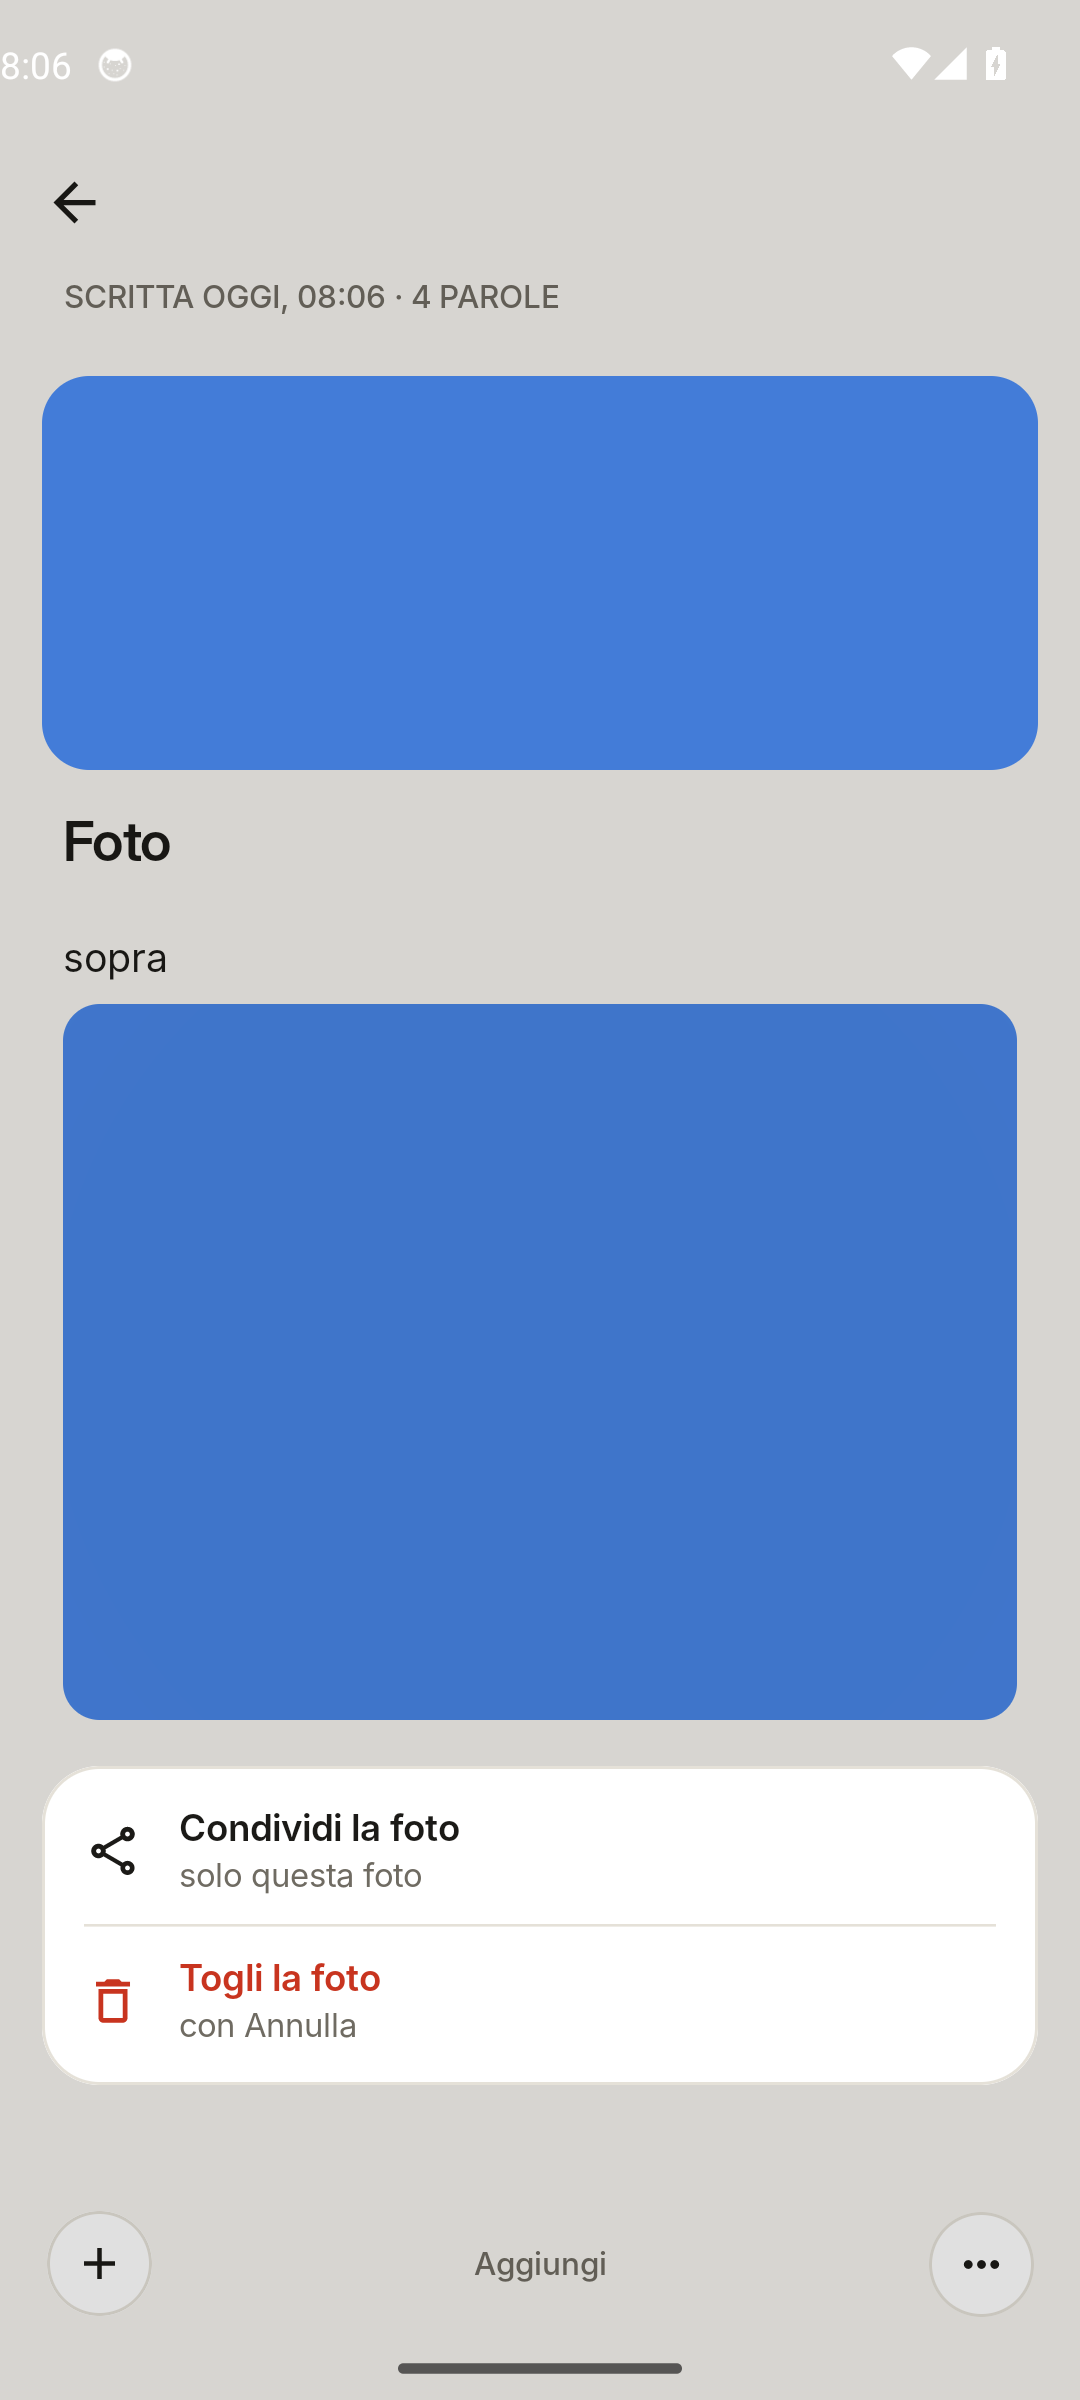 8:06
SCRITTA OGGI, 08:06 · 4 PAROLE
Foto
sopra
Condividi la foto
solo questa foto
Togli la foto
con Annulla
Aggiungi